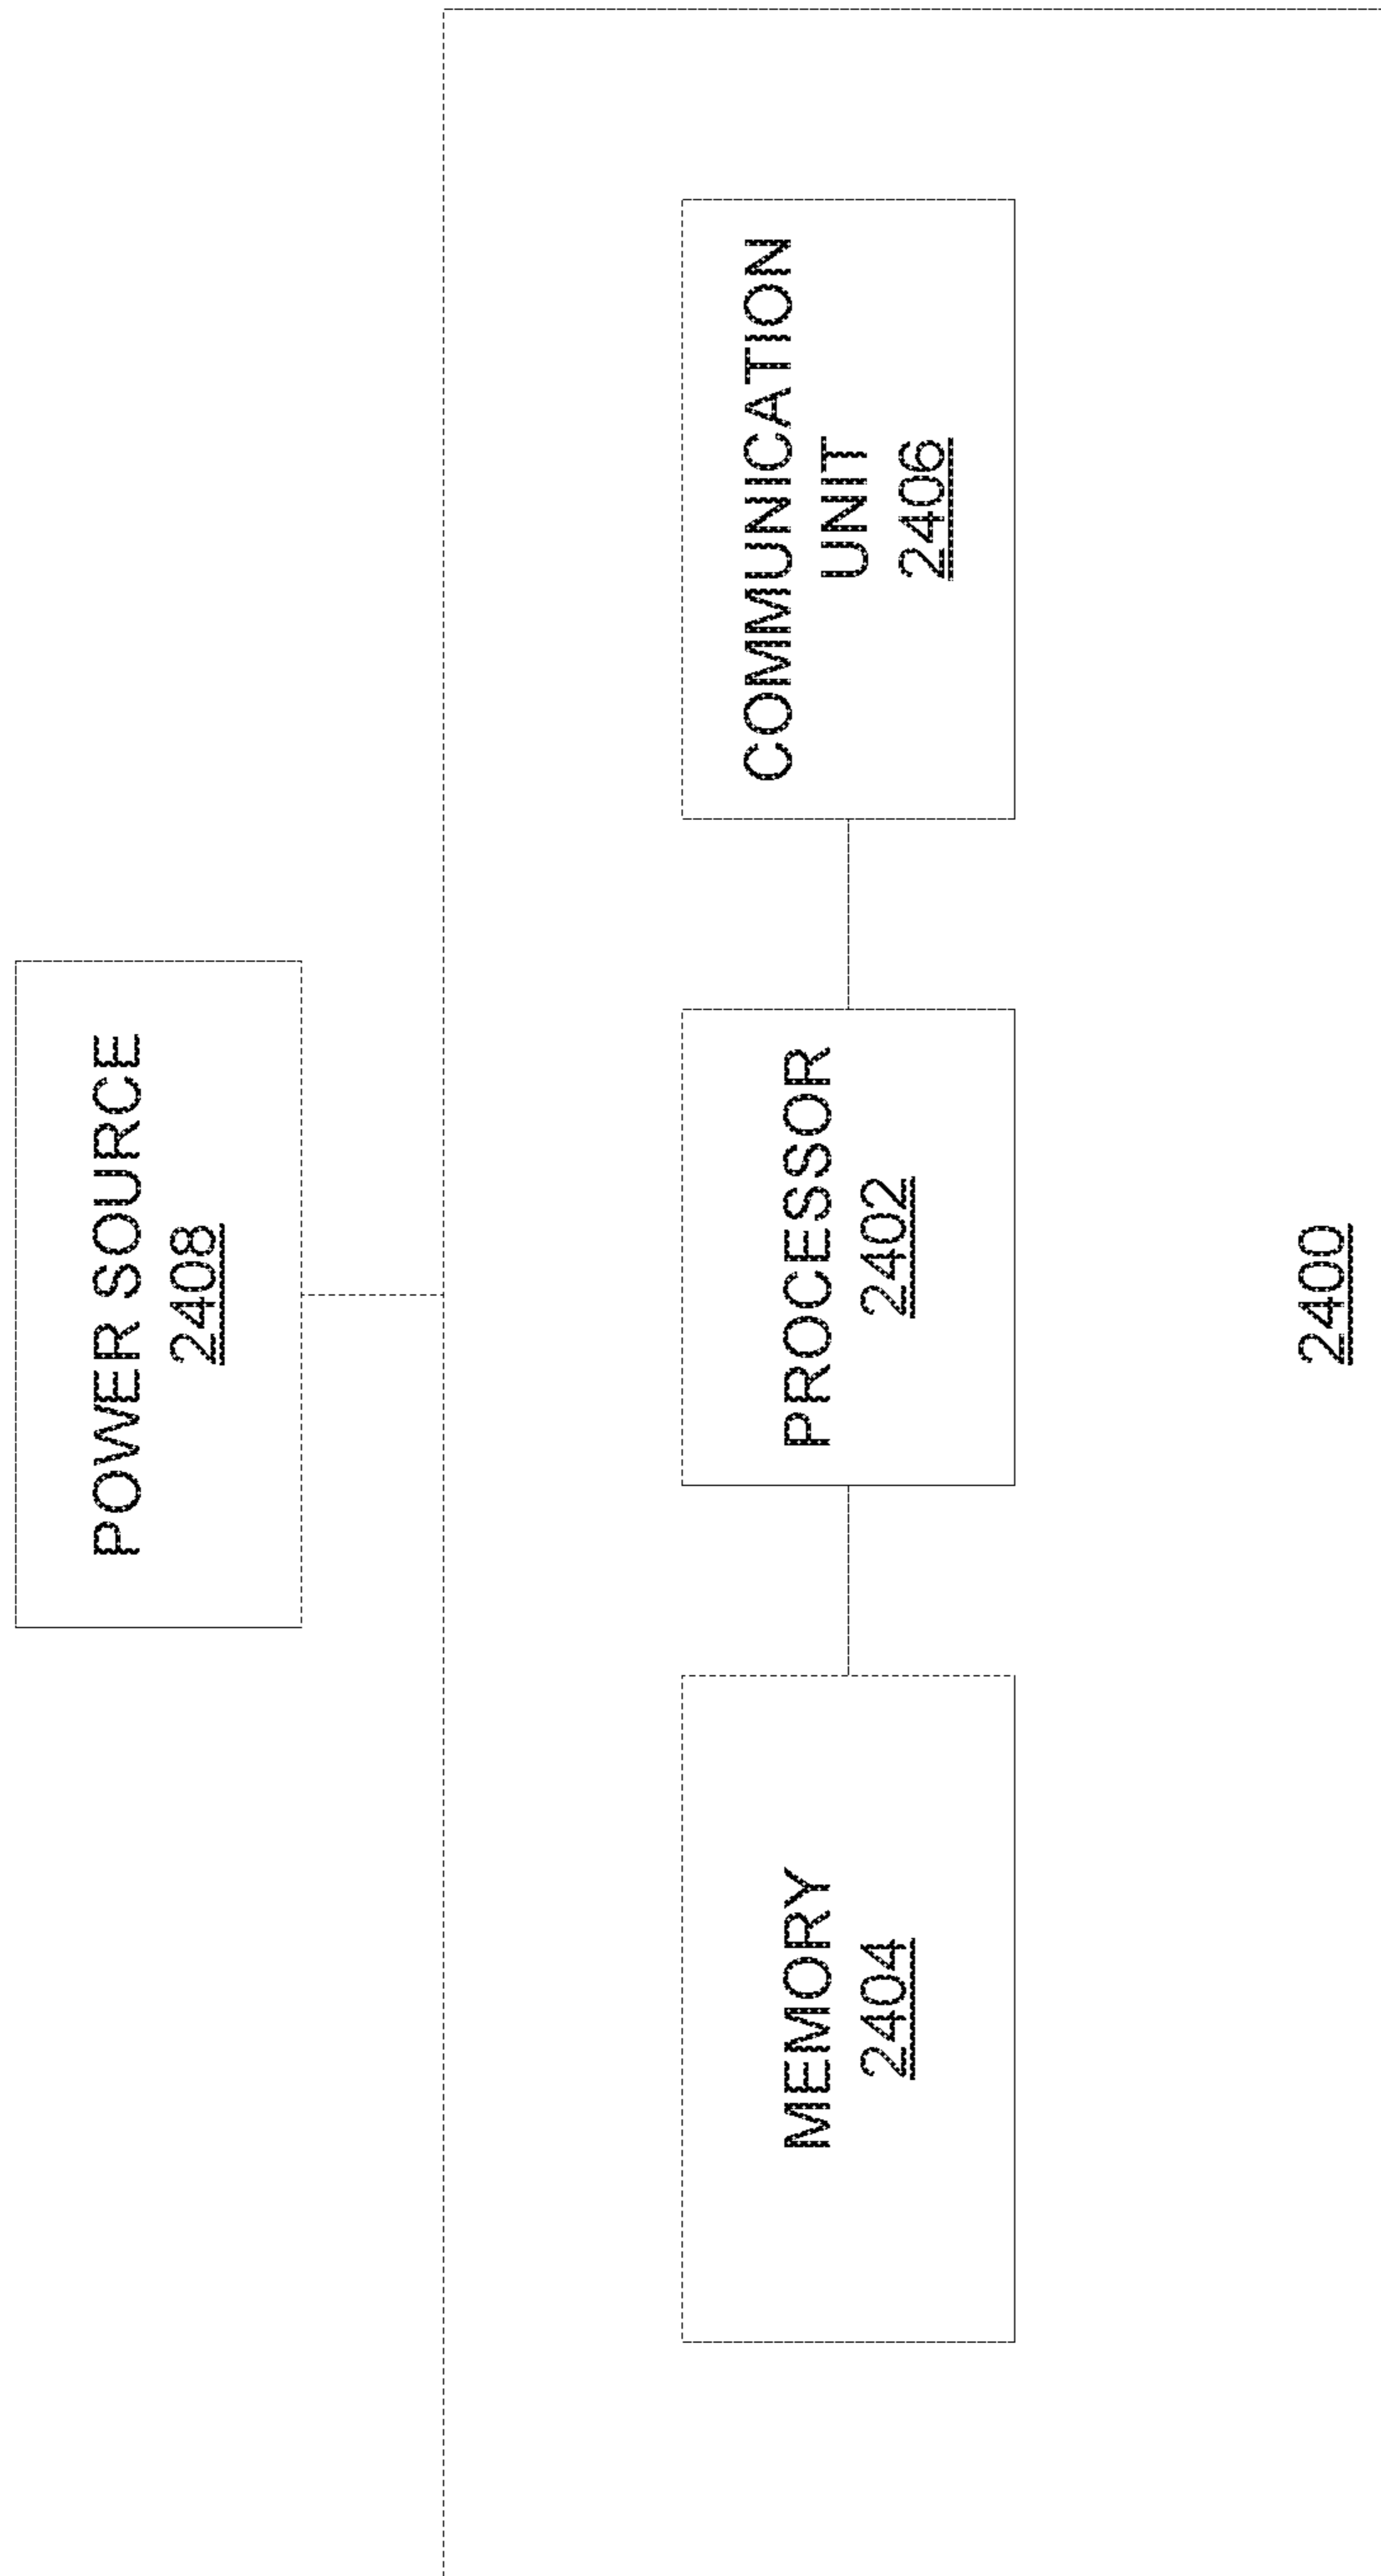 POWER SOURCE
2408
MEMORY
2404
PROCESSOR
2402
COMMUNICATION
UNIT
2406
2400